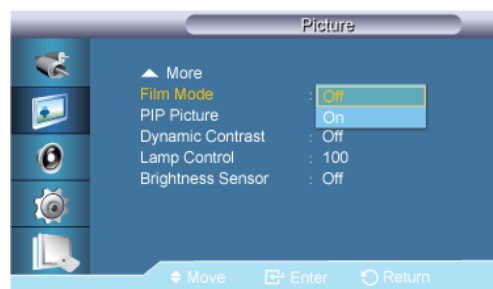 Picture
▲ More
Film Mode : Off
PIP Picture On
Dynamic Contrast : Off
Lamp Control : 100
Brightness Sensor : Off
Move Enter Return